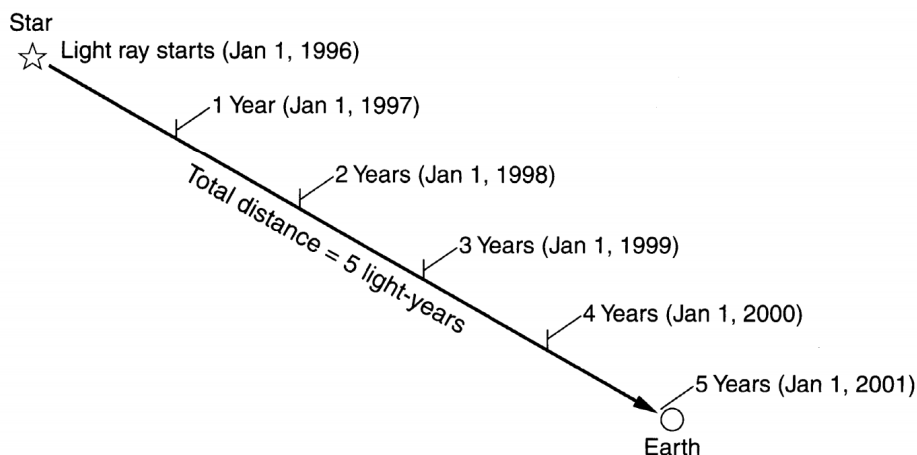 Star
Light ray starts (Jan 1, 1996)
1 Year (Jan 1, 1997)
2 Years (Jan 1, 1998)
Total distance = 5 light-years
3 Years (Jan 1, 1999)
4 Years (Jan 1, 2000)
5 Years (Jan 1, 2001)
Earth